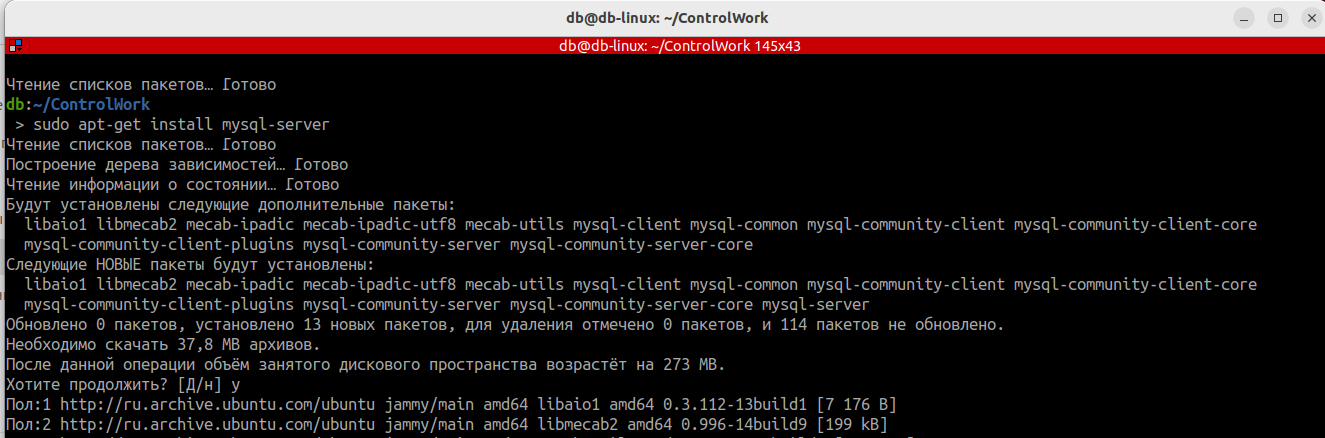 db@db-linux: ~/ControlWork
db@db-linux: ~/ControlWork 145x43
Чтение списков пакетов… Готово
db:~/ControlWork
> sudo apt-get install mysql-server
Чтение списков пакетов… Готово
Построение дерева зависимостей… Готово
Чтение информации о состоянии… Готово
Будут установлены следующие дополнительные пакеты:
libaio1 libmecab2 mecab-ipadic mecab-ipadic-utf8 mecab-utils mysql-client mysql-common mysql-community-client mysql-community-client-core
mysql-community-client-plugins mysql-community-server mysql-community-server-core
Следующие НОВЫЕ пакеты будут установлены:
libaio1 libmecab2 mecab-ipadic mecab-ipadic-utf8 mecab-utils mysql-client mysql-common mysql-community-client mysql-community-client-core
mysql-community-client-plugins mysql-community-server mysql-community-server-core mysql-server
Обновлено 0 пакетов, установлено 13 новых пакетов, для удаления отмечено 0 пакетов, и 114 пакетов не обновлено.
Необходимо скачать 37,8 MB архивов.
После данной операции объём занятого дискового пространства возрастёт на 273 MB.
Хотите продолжить? [Д/н] y
Пол:1 http://ru.archive.ubuntu.com/ubuntu jammy/main amd64 libaio1 amd64 0.3.112-13build1 [7 176 B]
Пол:2 http://ru.archive.ubuntu.com/ubuntu jammy/main amd64 libmecab2 amd64 0.996-14build9 [199 kB]